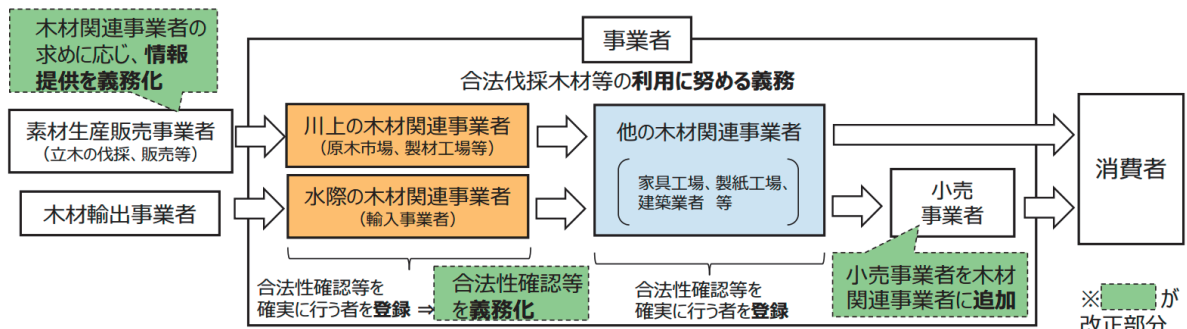 木材関連事業者の
求めに応じ、情報
提供を義務化
事業者
合法伐採木材等の利用に努める義務
素材生産販売事業者
（立木の伐採、販売等）
川上の木材関連事業者
（原木市場、製材工場等）
他の木材関連事業者
家具工場、製紙工場、
建築業者 等
消費者
木材輸出事業者
水際の木材関連事業者
（輸入事業者）
小売
事業者
合法性確認等を
確実に行う者を登録 ⇒
合法性確認等
を義務化
合法性確認等を
確実に行う者を登録
小売事業者を木材
関連事業者に追加
※ が
改正部分